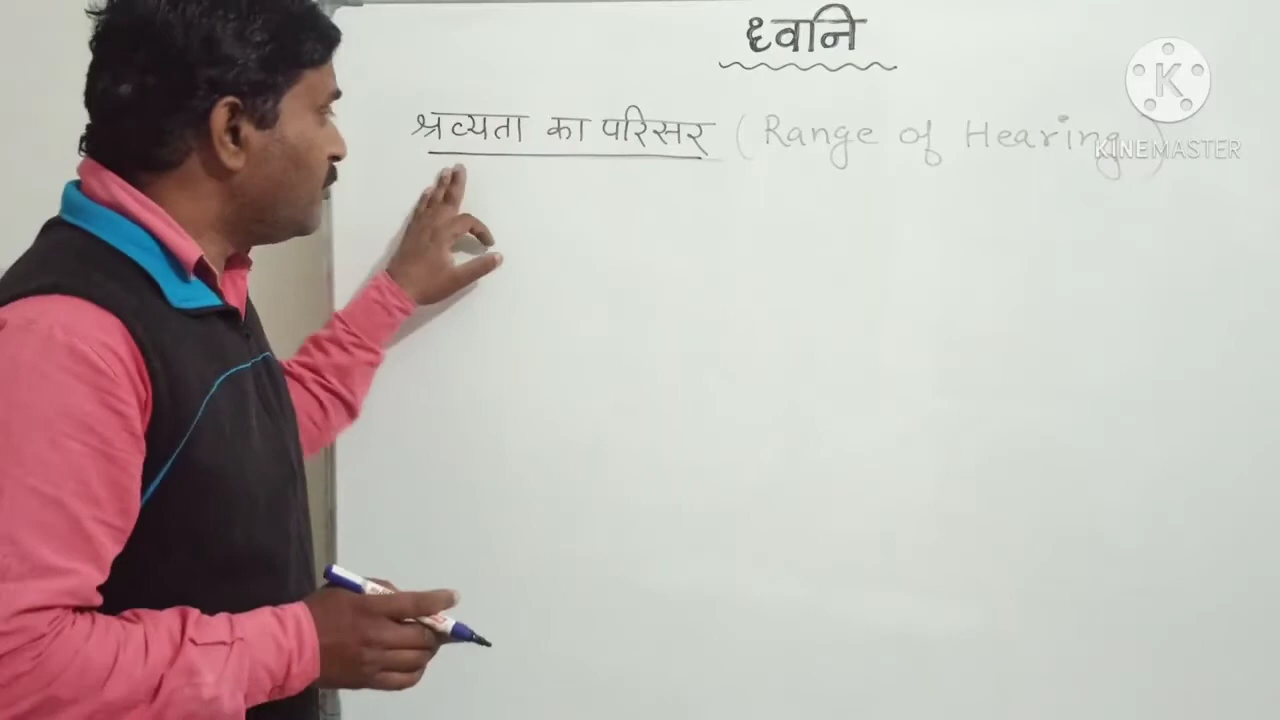 ध्वनि
श्रव्यता का परिसर ( Range of Hearing )
K
KINEMASTER